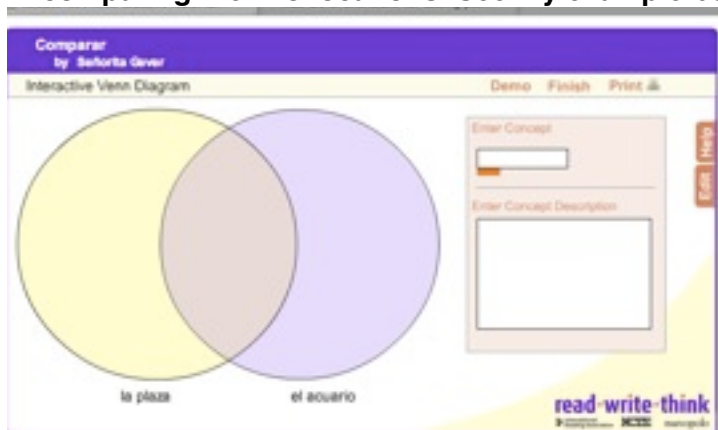 Comparar
by Señorita Gever
Interactive Venn Diagram
Demo Finish Print
Enter Concept
Help
Edit
Enter Concept Description
la plaza
el acuario
read·write·think